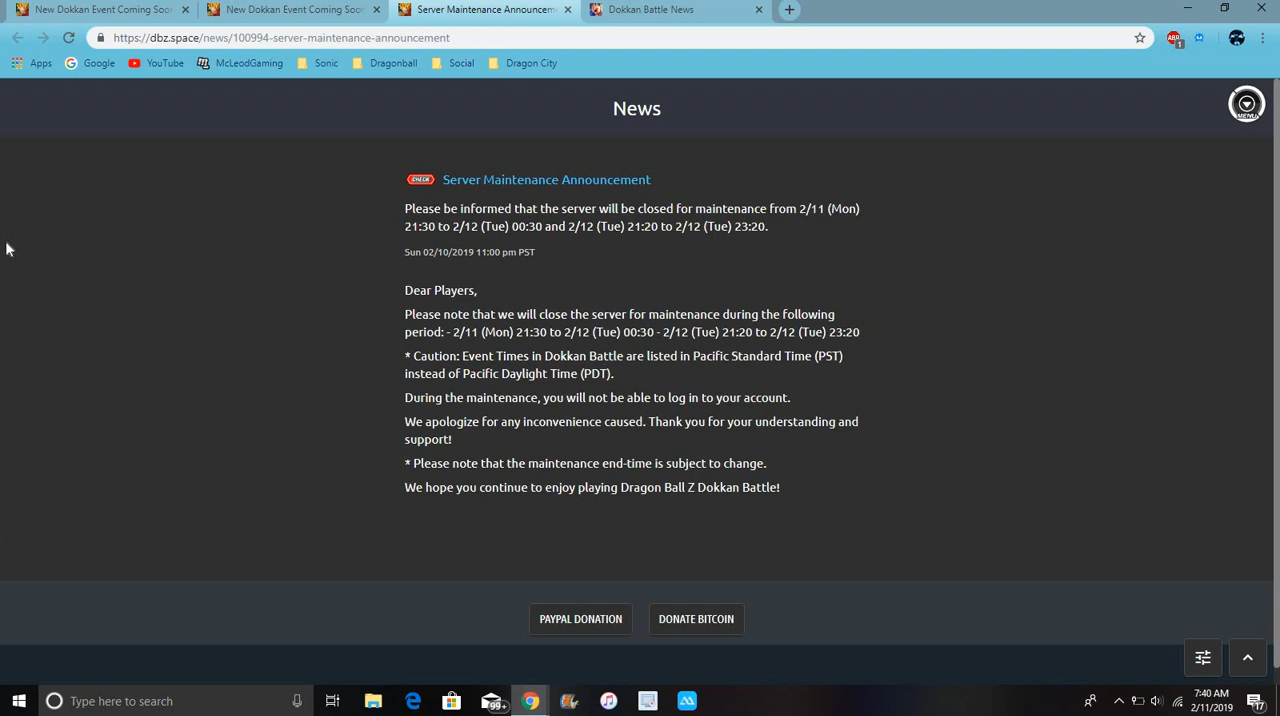 New Dokkan Event Coming Soon
New Dokkan Event Coming Soon
Server Maintenance Announcem
Dokkan Battle News
https://dbz.space/news/100994-server-maintenance-announcement
ABP
1
Apps
Google
YouTube
McLeodGaming
Sonic
Dragonball
Social
Dragon City
News
MENU
CHECK
Server Maintenance Announcement
Please be informed that the server will be closed for maintenance from 2/11 (Mon)
21:30 to 2/12 (Tue) 00:30 and 2/12 (Tue) 21:20 to 2/12 (Tue) 23:20.
Sun 02/10/2019 11:00 pm PST
Dear Players,
Please note that we will close the server for maintenance during the following
period: - 2/11 (Mon) 21:30 to 2/12 (Tue) 00:30 - 2/12 (Tue) 21:20 to 2/12 (Tue) 23:20
* Caution: Event Times in Dokkan Battle are listed in Pacific Standard Time (PST)
instead of Pacific Daylight Time (PDT).
During the maintenance, you will not be able to log in to your account.
We apologize for any inconvenience caused. Thank you for your understanding and
support!
* Please note that the maintenance end-time is subject to change.
We hope you continue to enjoy playing Dragon Ball Z Dokkan Battle!
PAYPAL DONATION
DONATE BITCOIN
Type here to search
99+
7:40 AM
2/11/2019
17